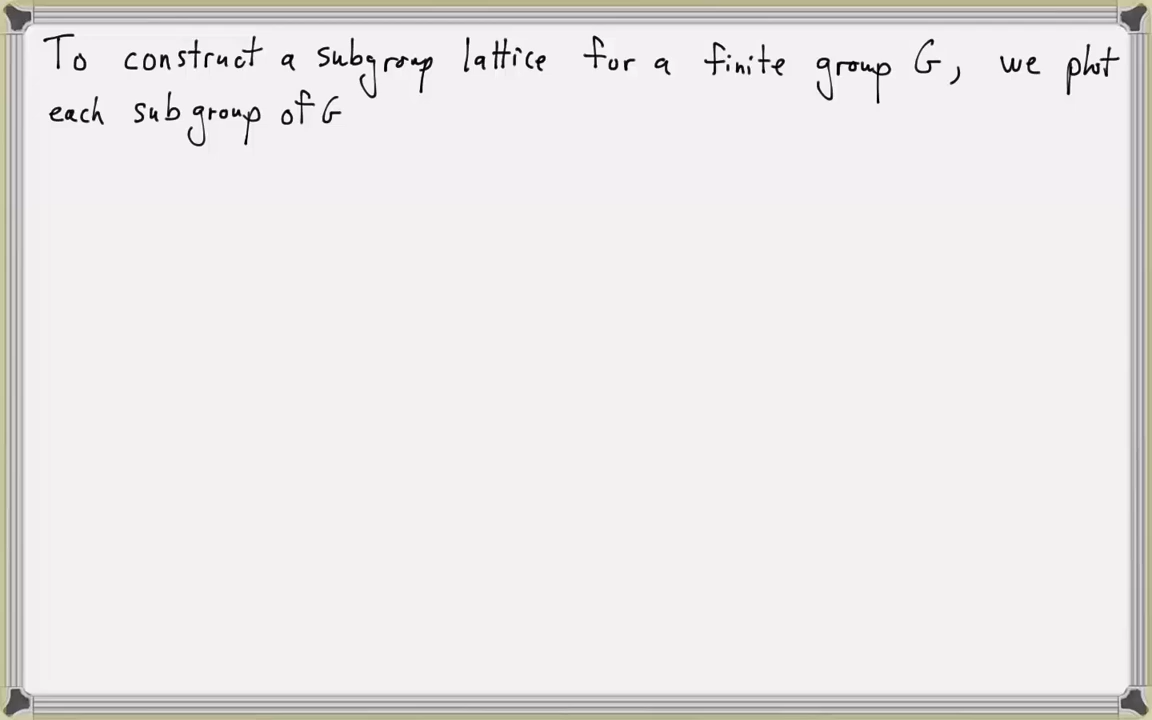 To construct a subgroup lattice for a finite group G, we plot
each subgroup of G